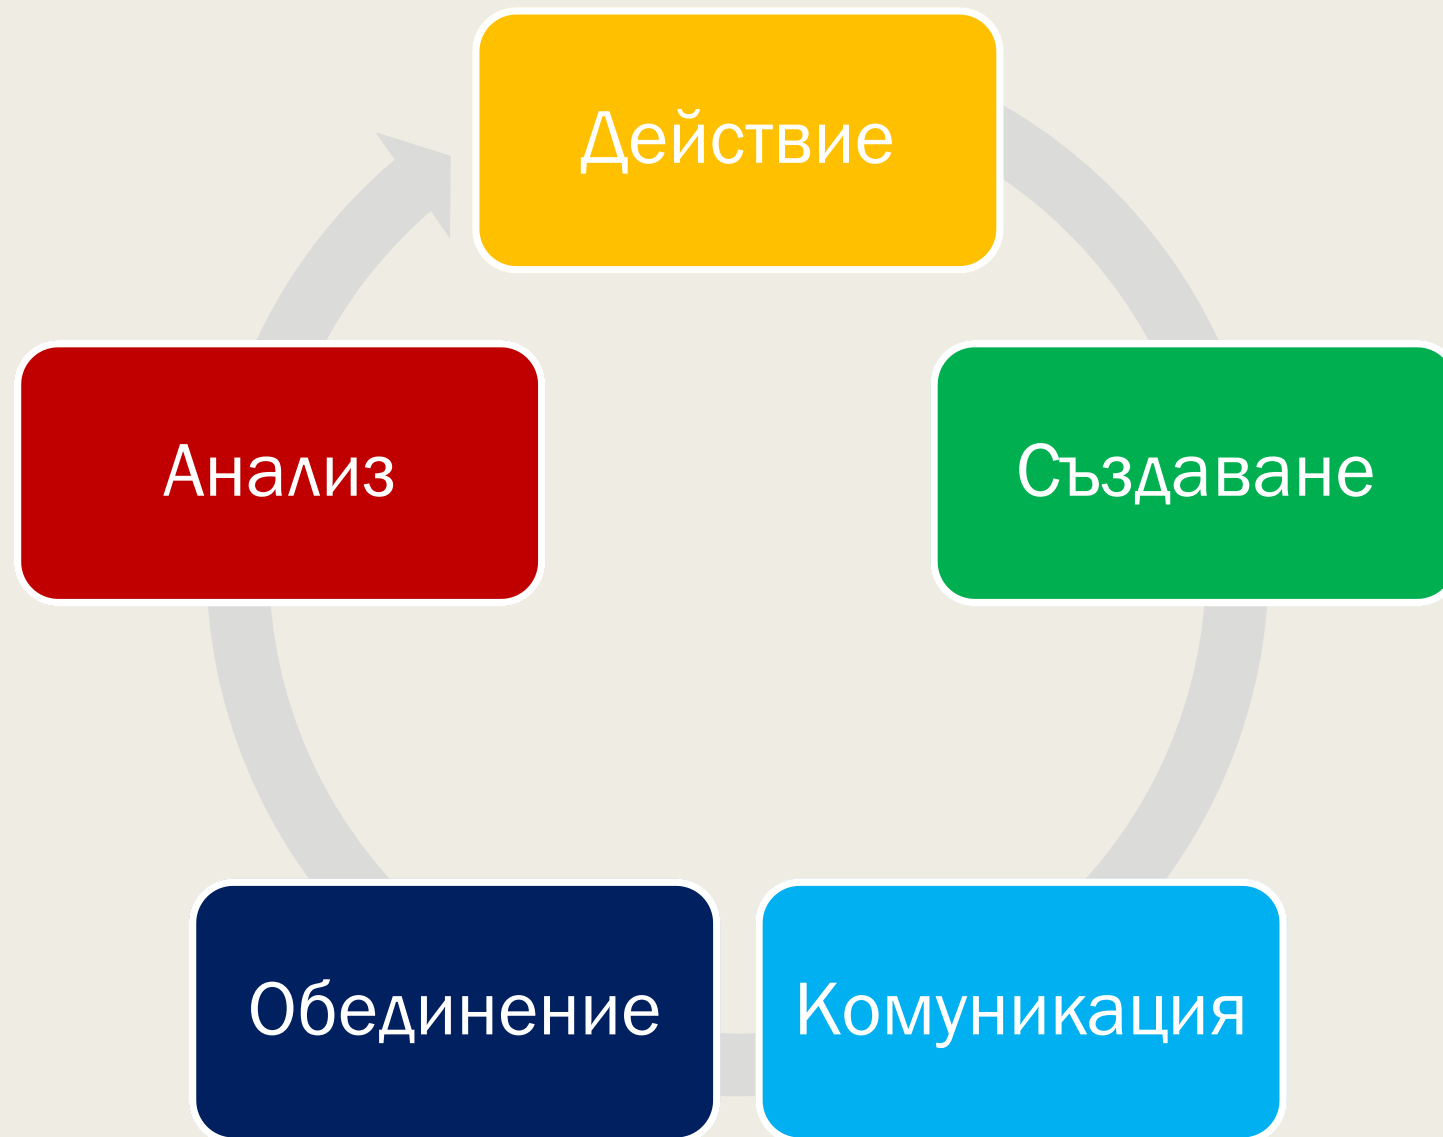 Действие
Анализ
Създаване
Обединение
Комуникация